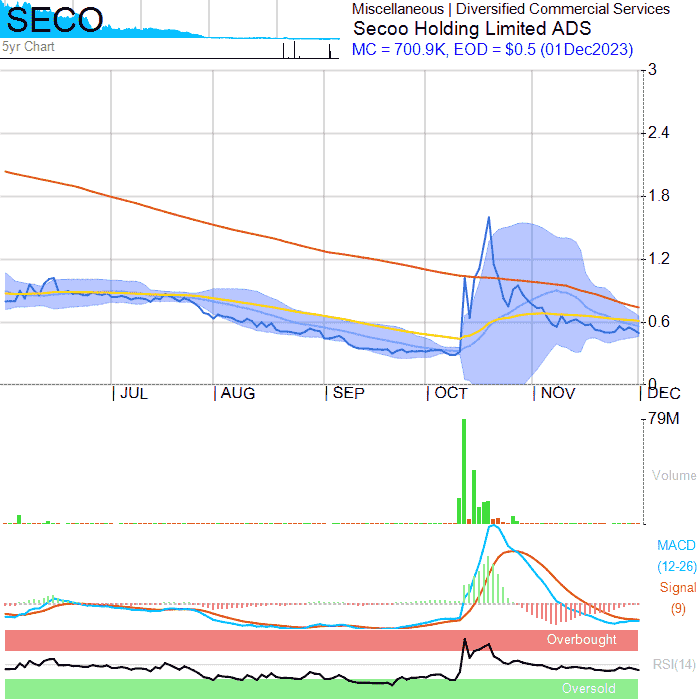 SECO
5yr Chart
Miscellaneous | Diversified Commercial Services
Secoo Holding Limited ADS
MC = 700.9K, EOD = $0.5 (01Dec2023)
3
2.4
1.8
1.2
0.6
0
JUL
AUG
SEP
OCT
NOV
DEC
79M
Volume
MACD
(12-26)
Signal
(9)
Overbought
RSI(14)
Oversold